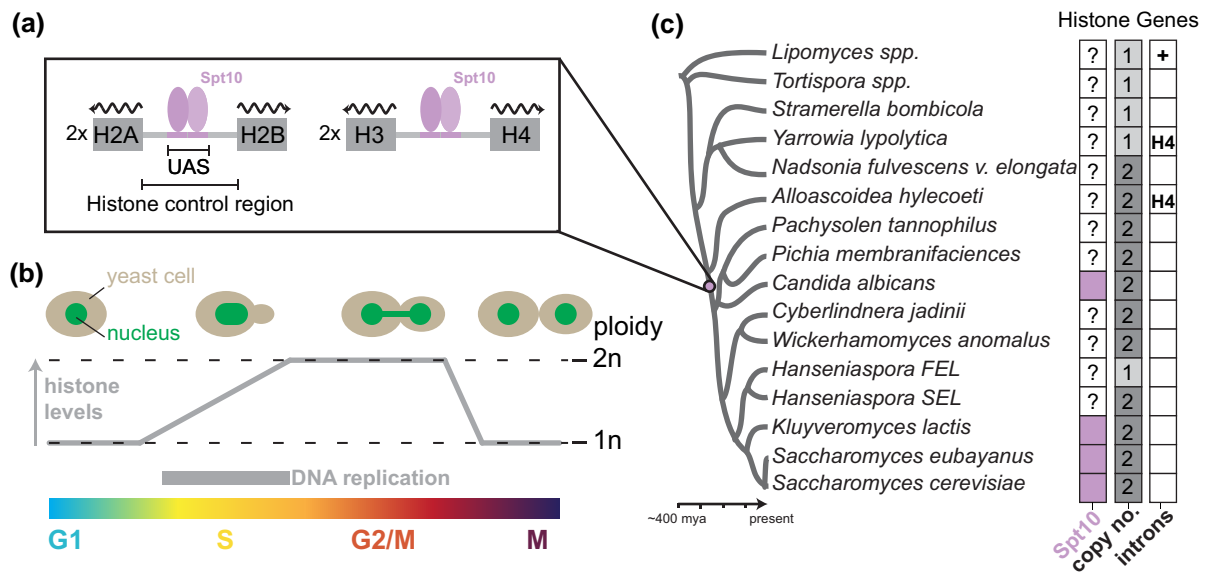 (a)
Spt10
Spt10
2x H2A H2B
2x H3 H4
UAS
Histone control region
(b)
yeast cell
nucleus
ploidy
2n
histone
levels
1n
DNA replication
G1 S G2/M M
(c)
Histone Genes
Lipomyces spp. ? 1 +
Tortispora spp. ? 1
Stramerella bombicola ? 1
Yarrowia lypolytica ? 1 H4
Nadsonia fulvescens v. elongata ? 2
Alloascoidea hylecoeti ? 2 H4
Pachysolen tannophilus ? 2
Pichia membranifaciences ? 2
Candida albicans 2
Cyberlindnera jadinii ? 2
Wickerhamomyces anomalus ? 2
Hanseniaspora FEL ? 1
Hanseniaspora SEL ? 2
Kluyveromyces lactis 2
Saccharomyces eubayanus 2
Saccharomyces cerevisiae 2
~400 mya present
Spt10
copy no.
introns